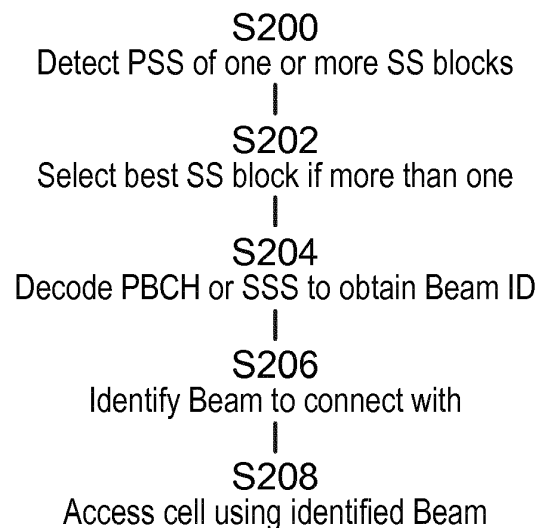 S200
Detect PSS of one or more SS blocks
S202
Select best SS block if more than one
S204
Decode PBCH or SSS to obtain Beam ID
S206
Identify Beam to connect with
S208
Access cell using identified Beam